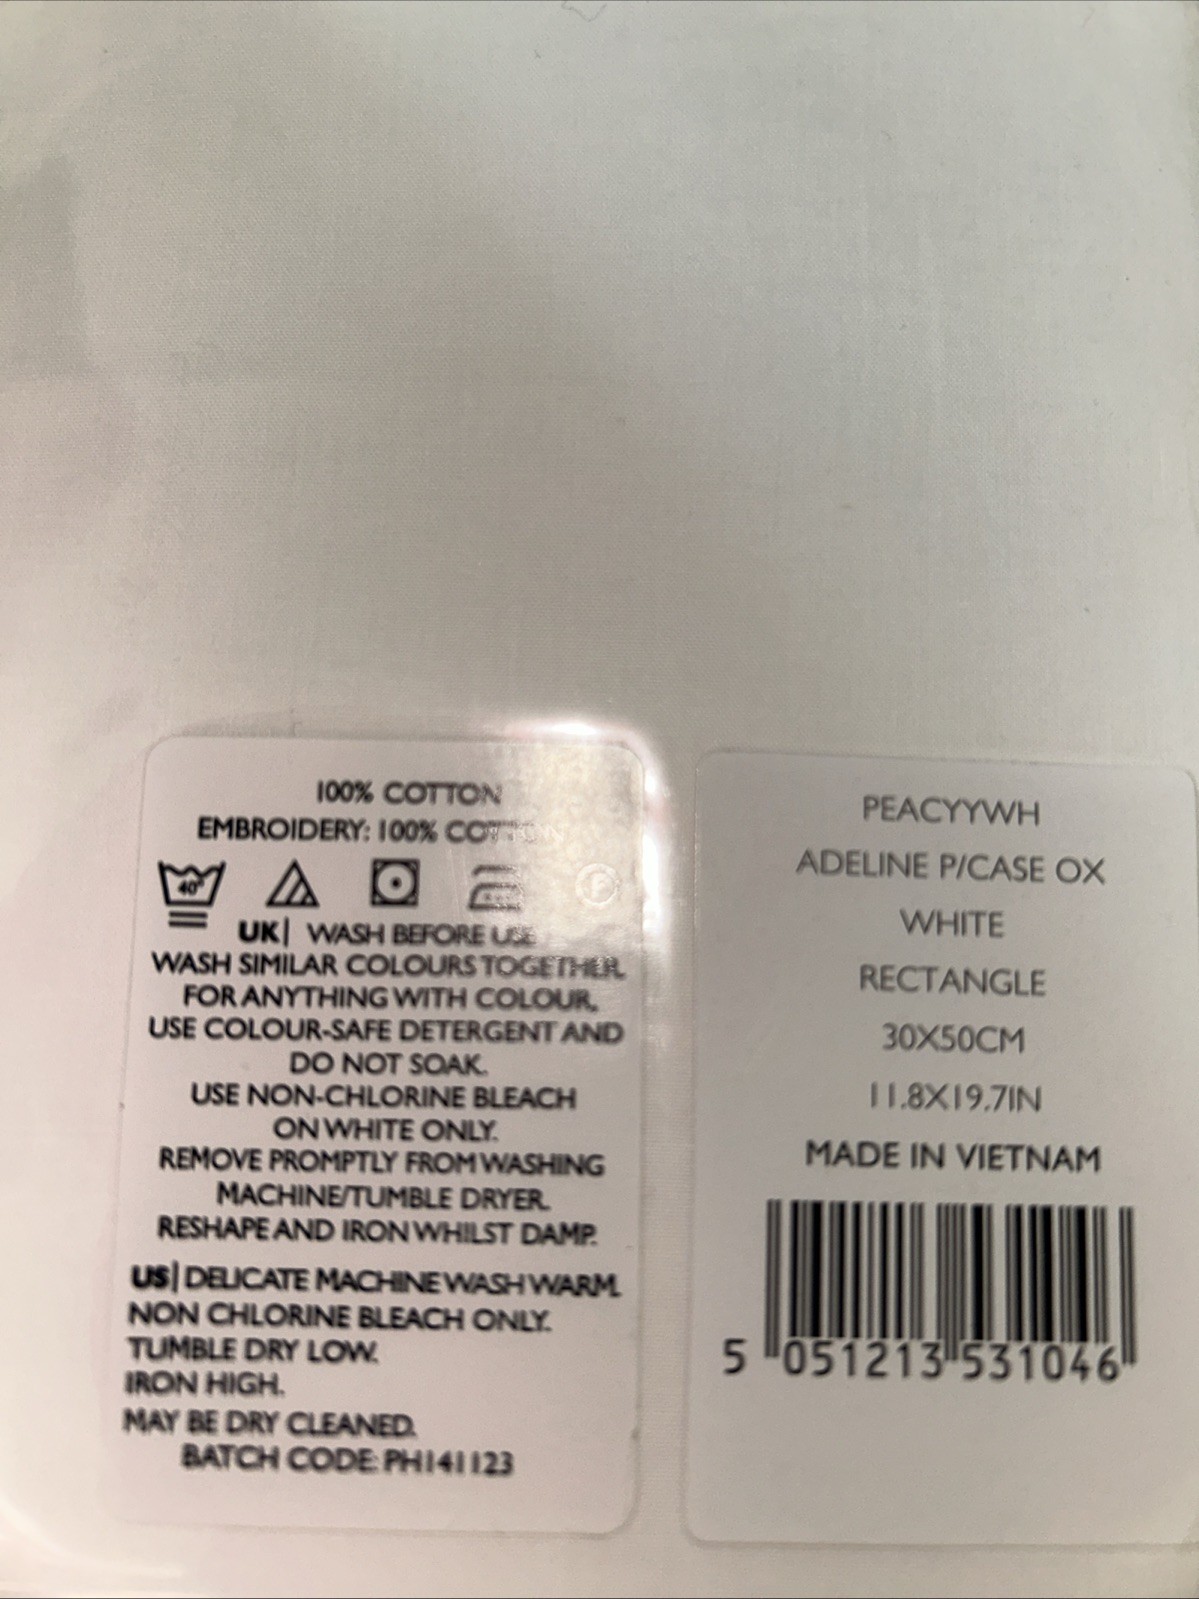 100% COTTON
EMBROIDERY: 100% COTTON
40°
P
UK| WASH BEFORE USE
WASH SIMILAR COLOURS TOGETHER.
FOR ANYTHING WITH COLOUR,
USE COLOUR-SAFE DETERGENT AND
DO NOT SOAK.
USE NON-CHLORINE BLEACH
ON WHITE ONLY.
REMOVE PROMPTLY FROM WASHING
MACHINE/TUMBLE DRYER.
RESHAPE AND IRON WHILST DAMP.
US| DELICATE MACHINE WASH WARM.
NON CHLORINE BLEACH ONLY.
TUMBLE DRY LOW.
IRON HIGH.
MAY BE DRY CLEANED.
BATCH CODE: PH141123
PEACYYWH
ADELINE P/CASE OX
WHITE
RECTANGLE
30X50CM
11.8X19.7IN
MADE IN VIETNAM
5 051213 531046